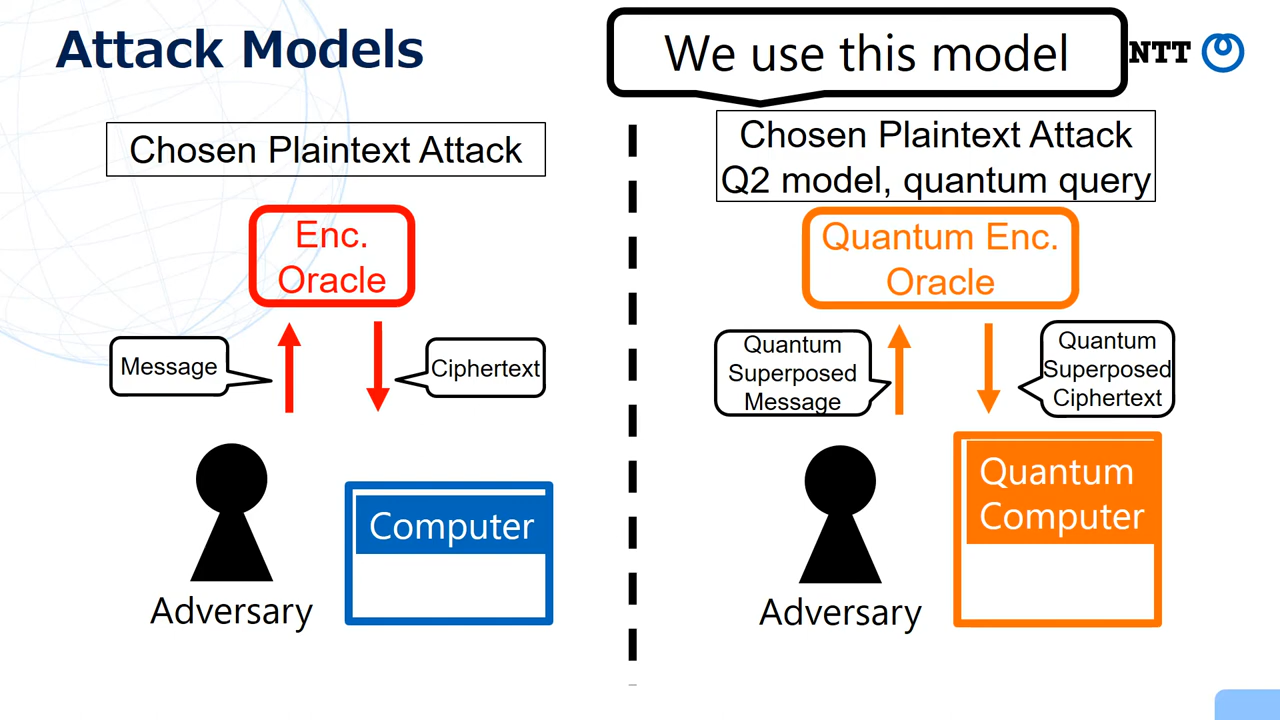 Attack Models
We use this model
NTT
Chosen Plaintext Attack
Enc.
Oracle
Message
Ciphertext
Computer
Adversary
Chosen Plaintext Attack
Q2 model, quantum query
Quantum Enc.
Oracle
Quantum
Superposed
Message
Quantum
Superposed
Ciphertext
Quantum
Computer
Adversary